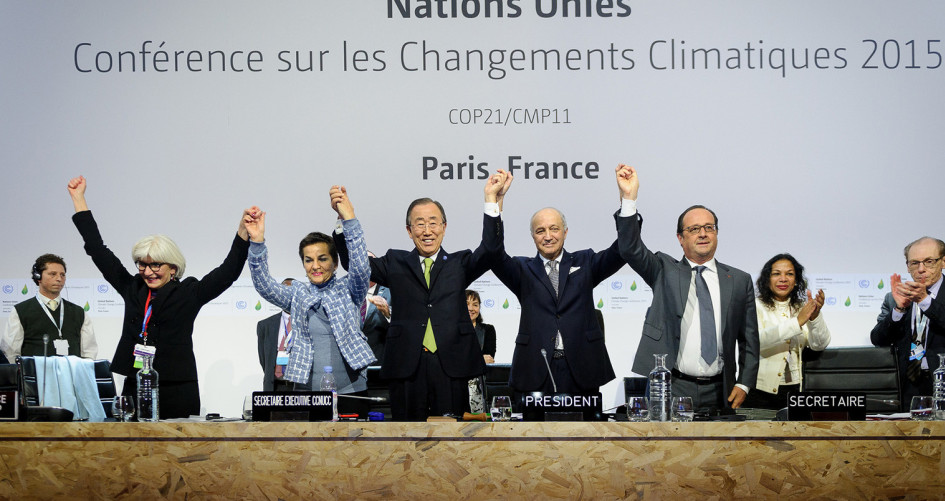 Nations Unies
Conférence sur les Changements Climatiques 2015
COP21/CMP11
Paris, France
SECRETAIRE EXECUTIVE CCNUCC
PRESIDENT
SECRETAIRE